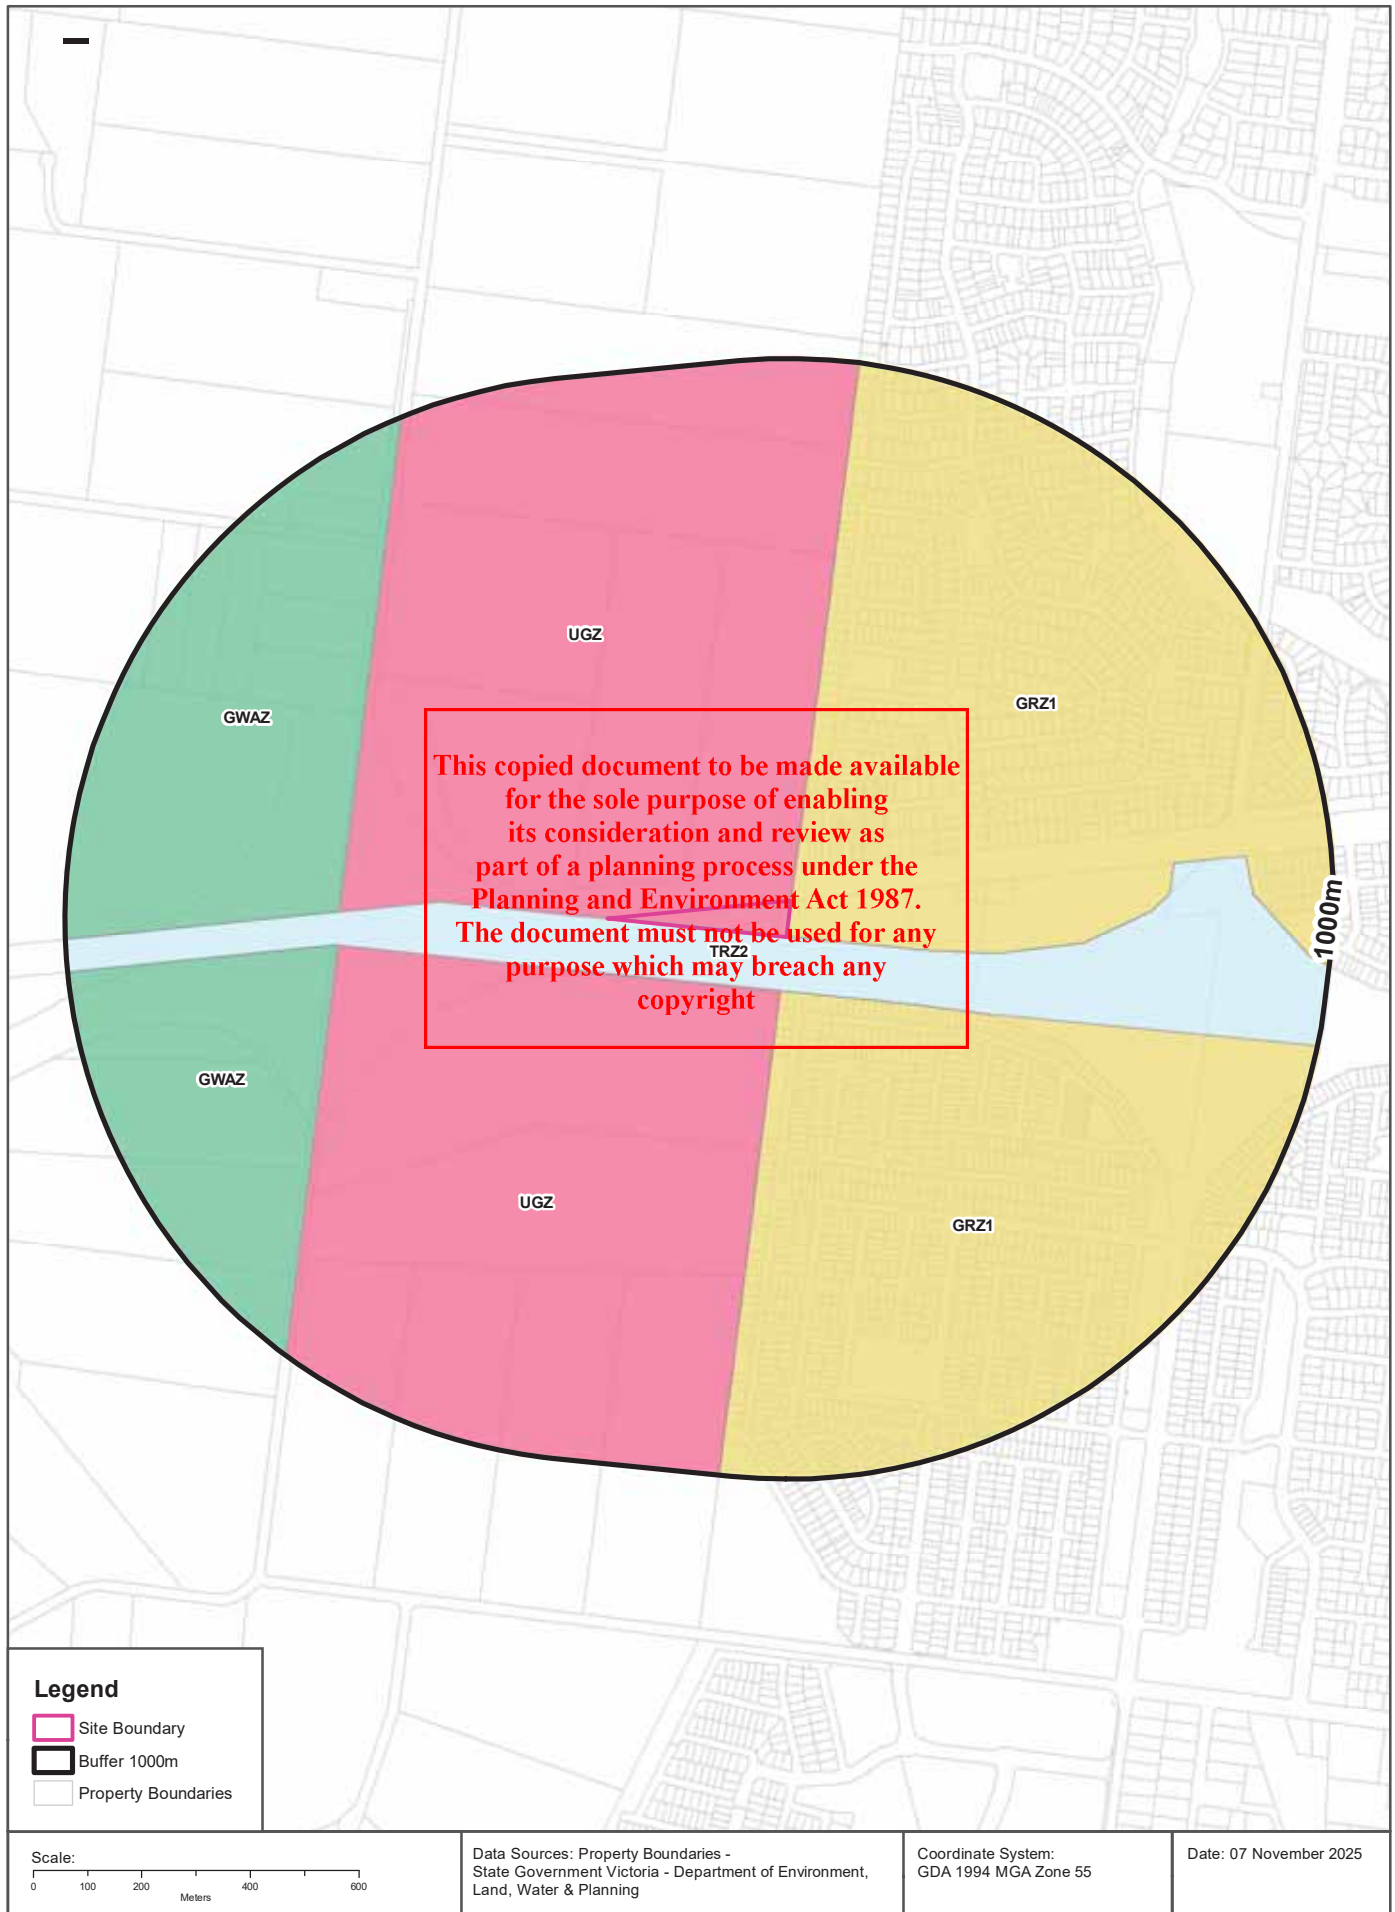 UGZ
GRZ1
GWAZ
This copied document to be made available
for the sole purpose of enabling
its consideration and review as
part of a planning process under the
Planning and Environment Act 1987.
The document must not be used for any
purpose which may breach any
copyright
TRZ2
1000m
GWAZ
UGZ
GRZ1
Legend
Site Boundary
Buffer 1000m
Property Boundaries
Scale:
0 100 200 400 600
Meters
Data Sources: Property Boundaries -
State Government Victoria - Department of Environment,
Land, Water & Planning
Coordinate System:
GDA 1994 MGA Zone 55
Date: 07 November 2025